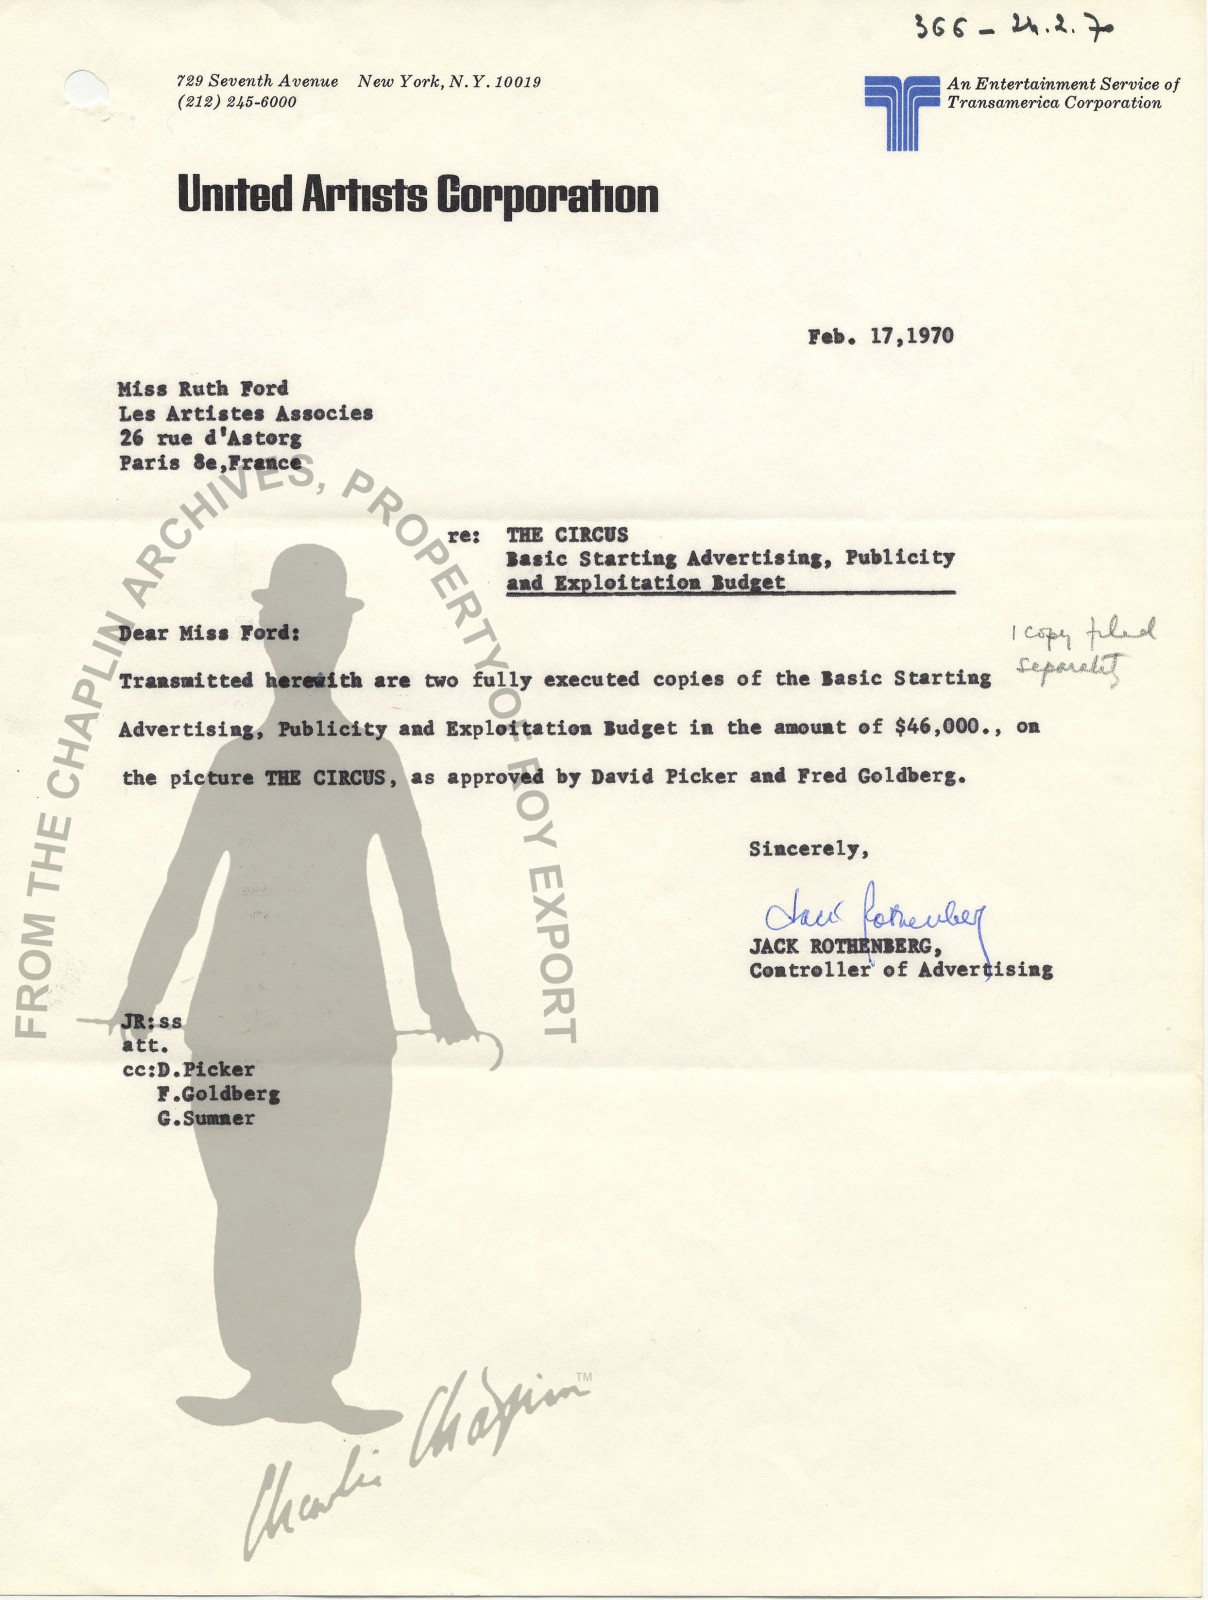 366 - 24.2.70
729 Seventh Avenue New York, N.Y. 10019
(212) 245-6000
An Entertainment Service of
Transamerica Corporation
United Artists Corporation
Feb. 17,1970
Miss Ruth Ford
Les Artistes Associes
26 rue d'Astorg
Paris 8e,France
re: THE CIRCUS
Basic Starting Advertising, Publicity
and Exploitation Budget
Dear Miss Ford:
1 copy filed
separately
Transmitted herewith are two fully executed copies of the Basic Starting
Advertising, Publicity and Exploitation Budget in the amount of $46,000., on
the picture THE CIRCUS, as approved by David Picker and Fred Goldberg.
Sincerely,
Jack Rothenberg
JACK ROTHENBERG,
Controller of Advertising
JR:ss
att.
cc:D.Picker
F.Goldberg
G.Sumner
FROM THE CHAPLIN ARCHIVES, PROPERTY OF ROY EXPORT
Charlie Chaplin TM